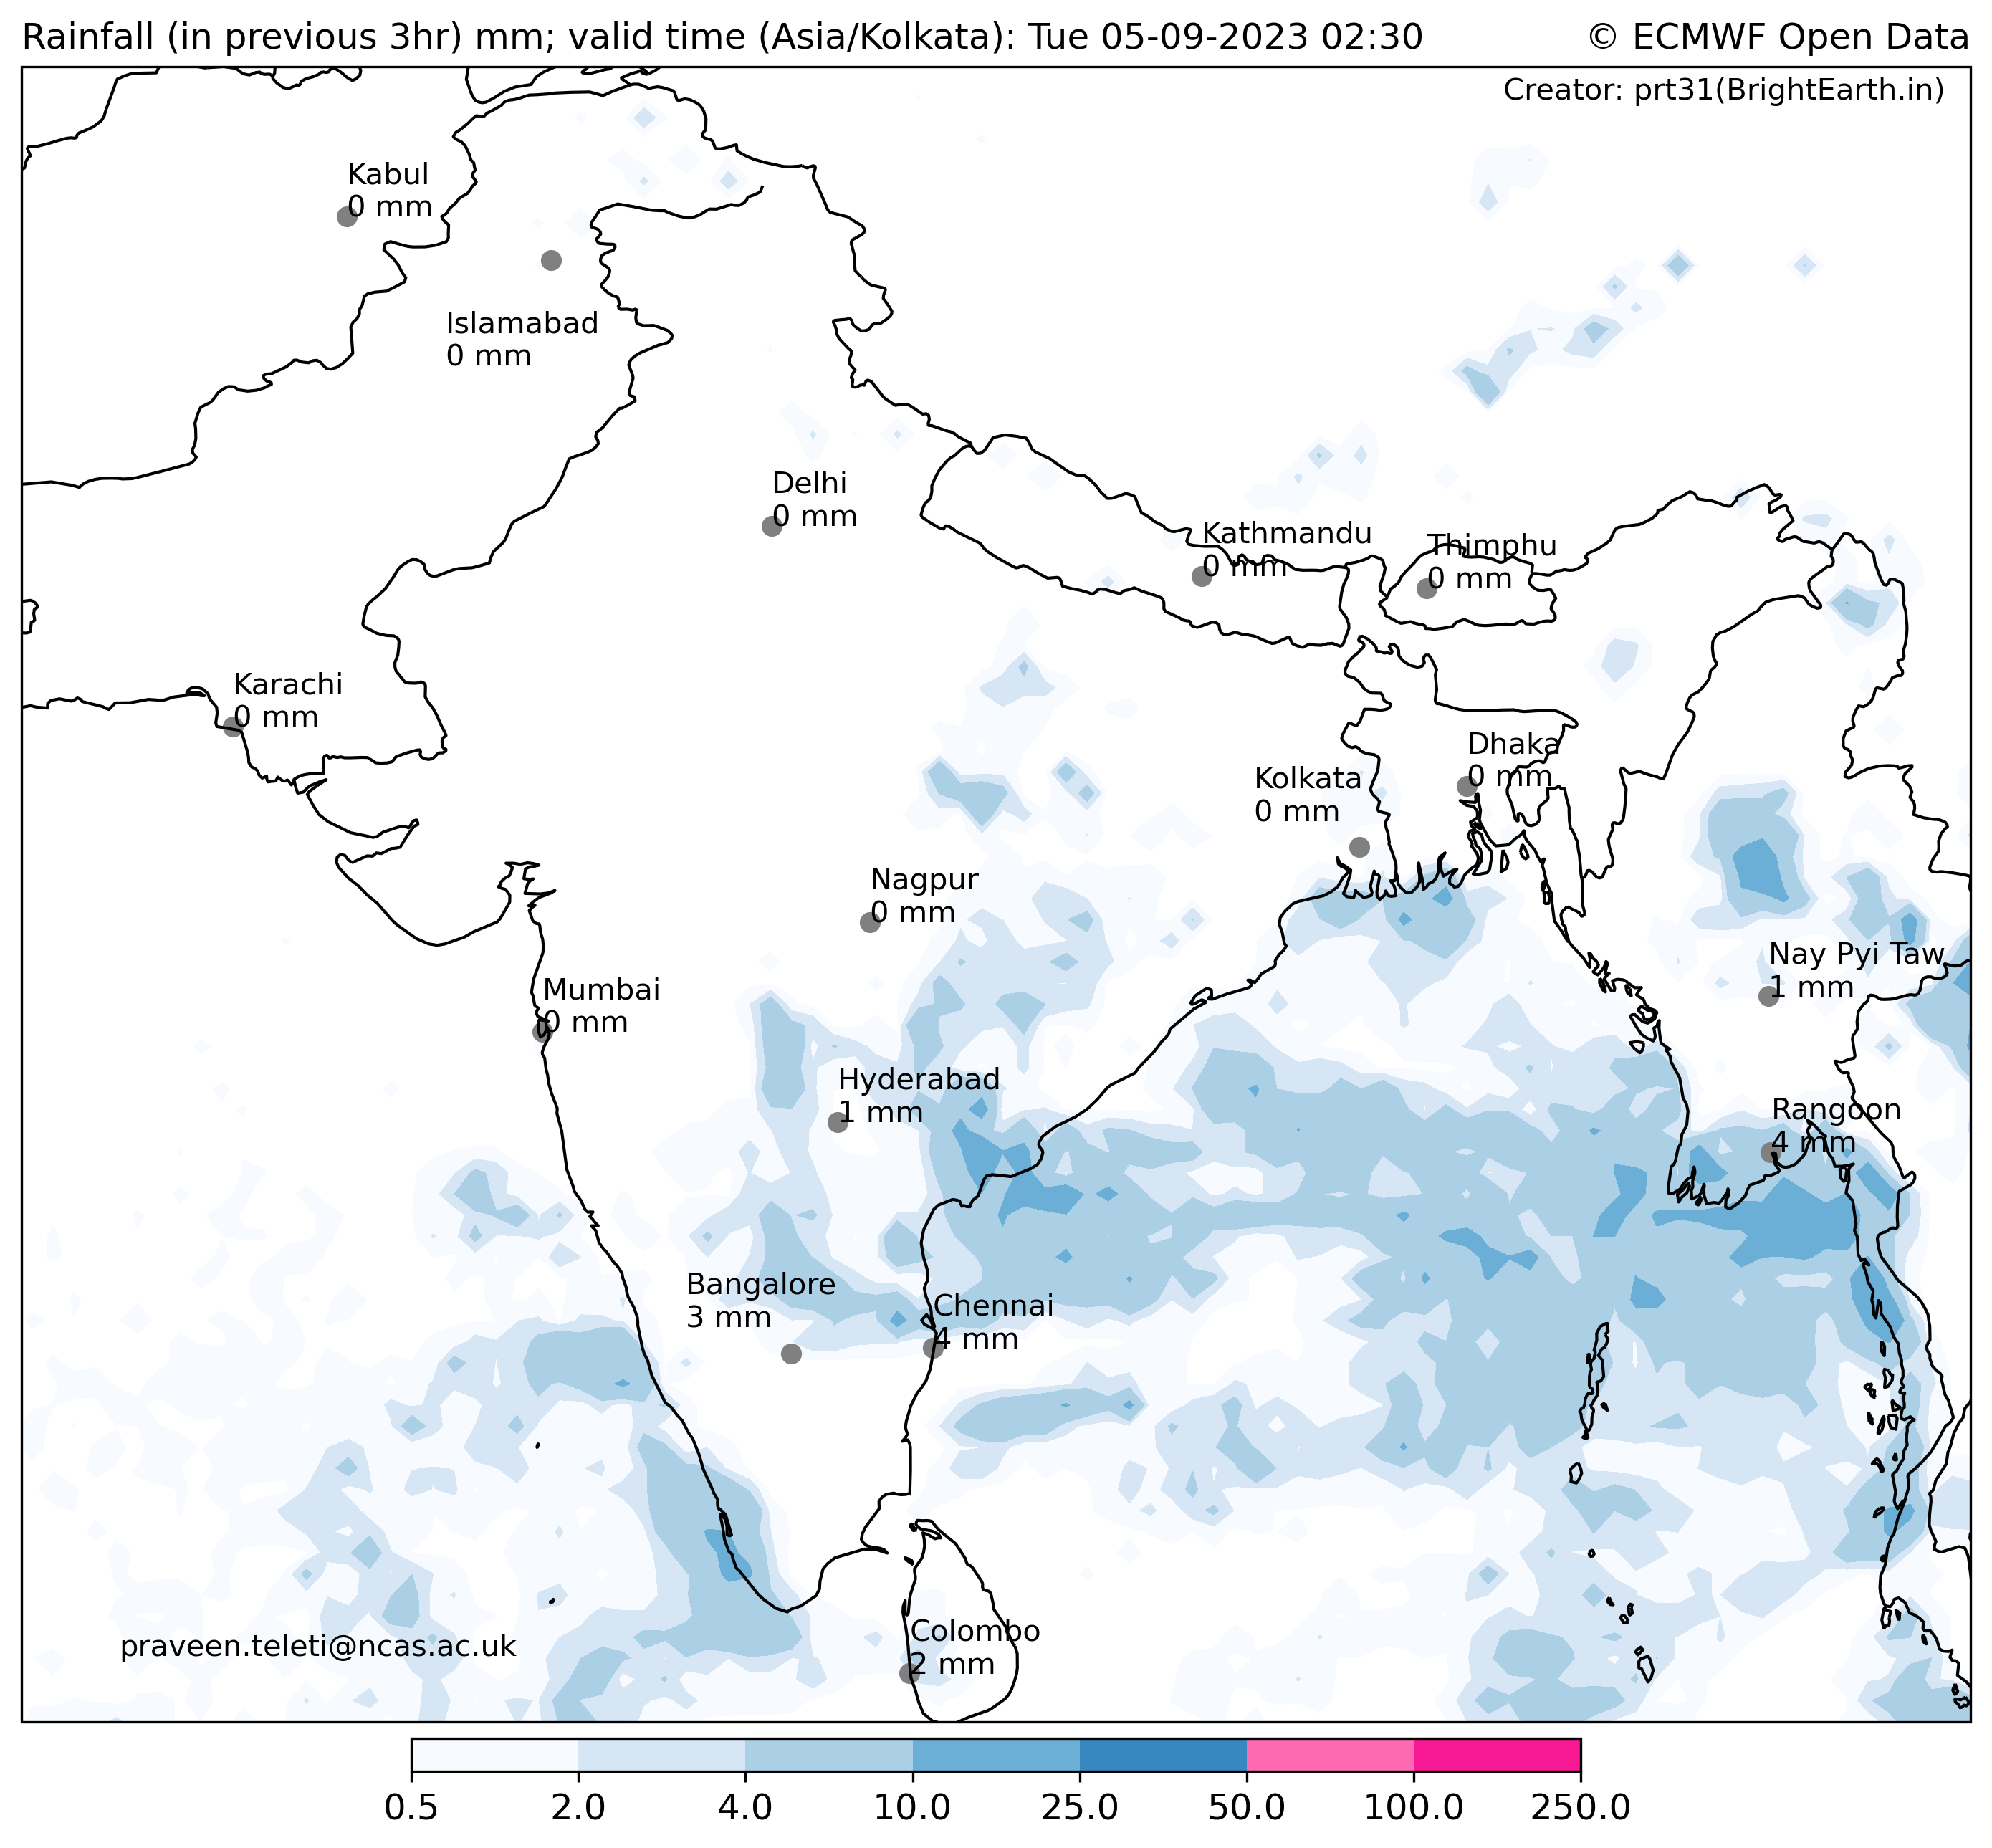 Rainfall (in previous 3hr) mm; valid time (Asia/Kolkata): Tue 05-09-2023 02:30
© ECMWF Open Data
Creator: prt31(BrightEarth.in)
Kabul
0 mm
Islamabad
0 mm
Delhi
0 mm
Kathmandu
0 mm
Thimphu
0 mm
Karachi
0 mm
Dhaka
0 mm
Kolkata
0 mm
Nagpur
0 mm
Nay Pyi Taw
1 mm
Mumbai
0 mm
Hyderabad
1 mm
Rangoon
4 mm
Bangalore
3 mm
Chennai
4 mm
Colombo
2 mm
praveen.teleti@ncas.ac.uk
0.5 2.0 4.0 10.0 25.0 50.0 100.0 250.0